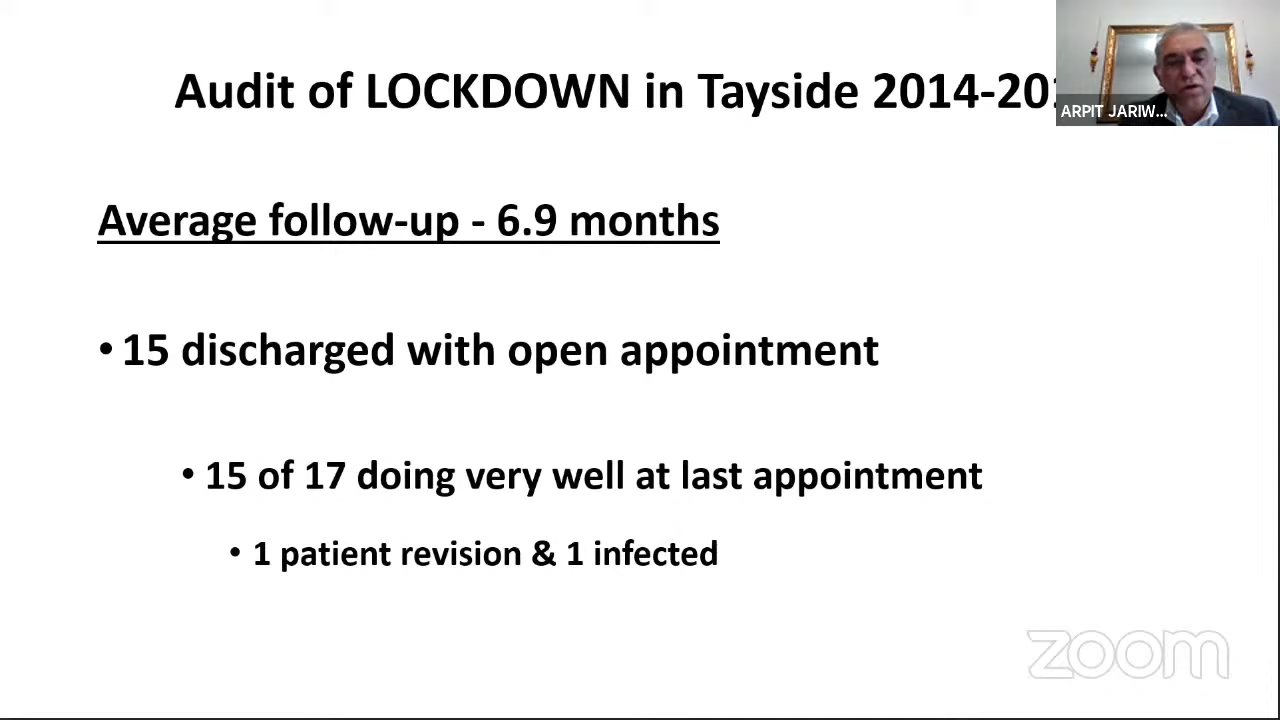 Audit of LOCKDOWN in Tayside 2014-201
ARPIT JARIW...
Average follow-up - 6.9 months
• 15 discharged with open appointment
• 15 of 17 doing very well at last appointment
• 1 patient revision & 1 infected
zoom